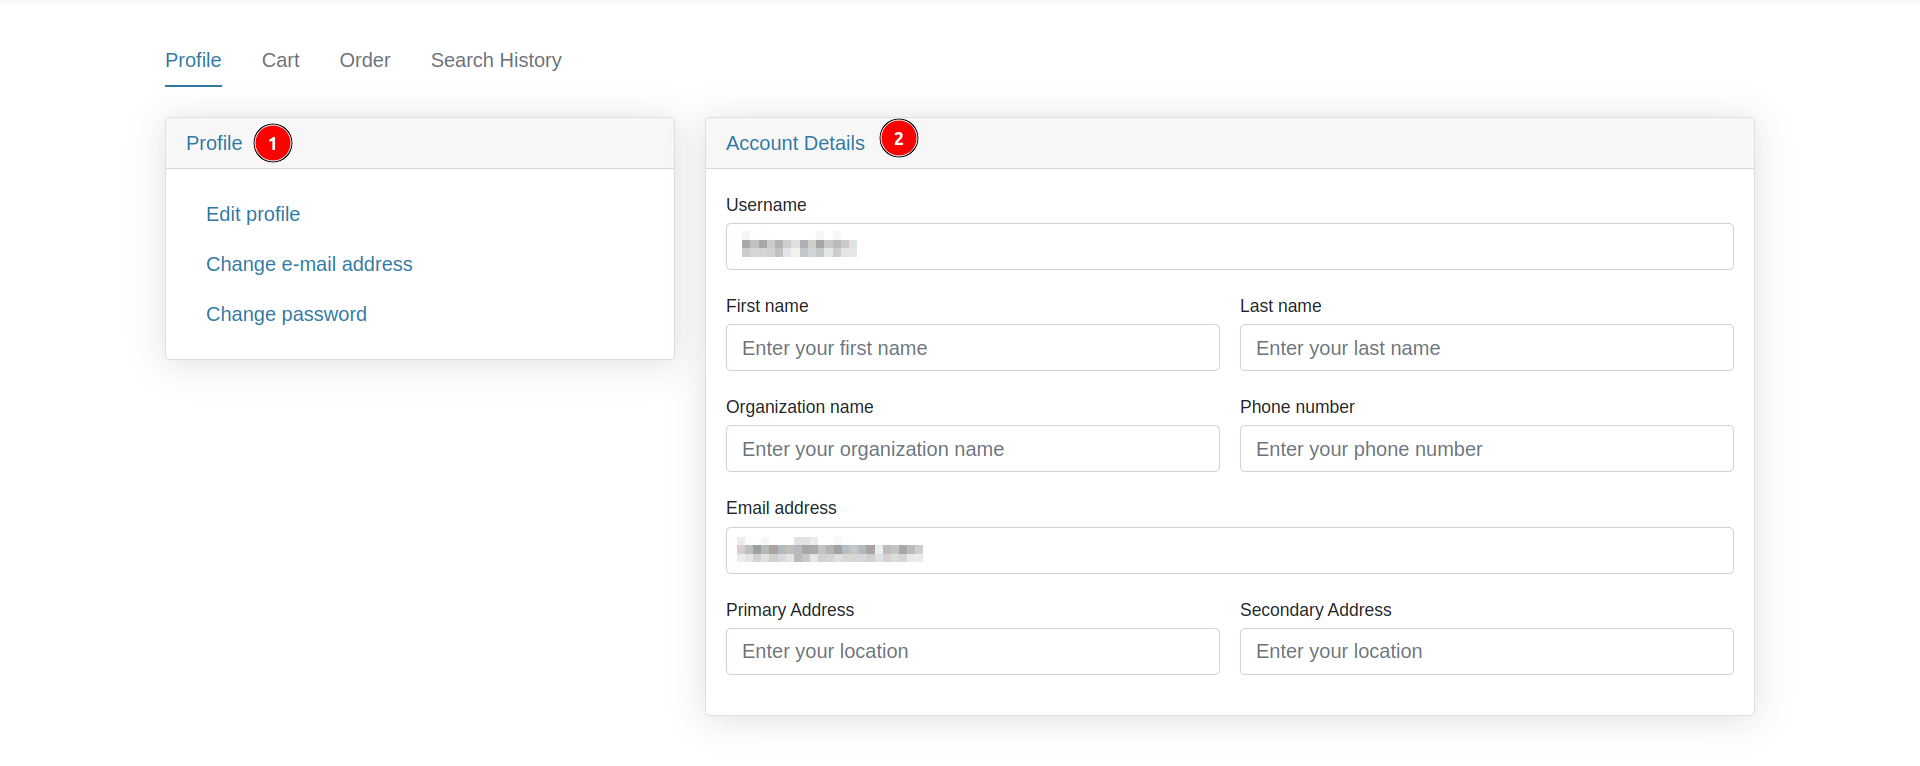 Profile Cart Order Search History
Profile 1
Edit profile
Change e-mail address
Change password
Account Details 2
Username
First name Last name
Enter your first name Enter your last name
Organization name Phone number
Enter your organization name Enter your phone number
Email address
Primary Address Secondary Address
Enter your location Enter your location